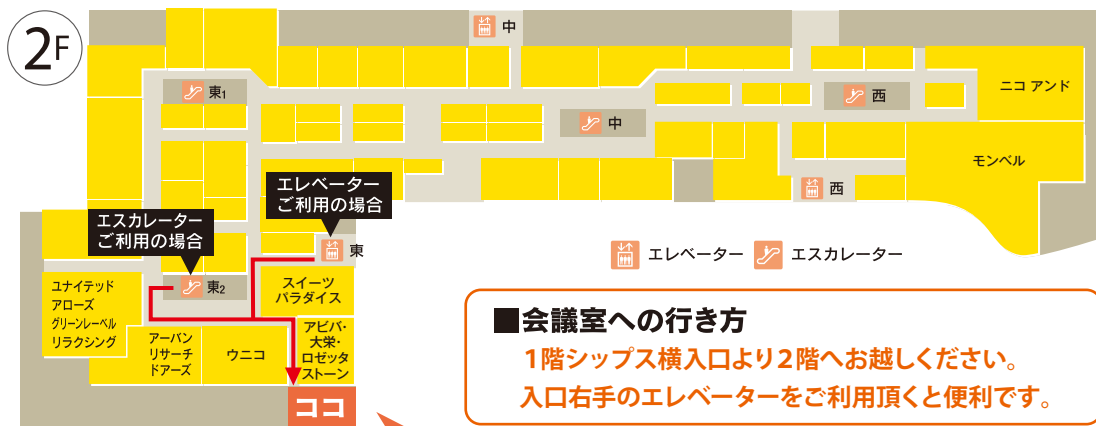 2F
中
東1
中
西
ニコ アンド
モンベル
西
エレベーター
ご利用の場合
エスカレーター
ご利用の場合
東
東2
エレベーター
エスカレーター
ユナイテッド
アローズ
グリーンレーベル
リラクシング
アーバン
リサーチ
ドアーズ
ウニコ
スイーツ
パラダイス
アビバ・
大栄・
ロゼッタ
ストーン
ココ
■会議室への行き方
1階シップス横入口より2階へお越しください。
入口右手のエレベーターをご利用頂くと便利です。